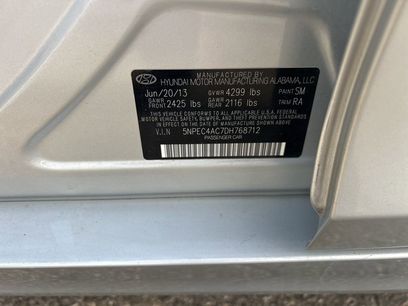 MANUFACTURED BY
HYUNDAI MOTOR MANUFACTURING ALABAMA, LLC
Jun/20/13 GVWR 4299 lbs PAINT SM
GAWR FRONT 2425 lbs GAWR REAR 2116 lbs TRIM RA
THIS VEHICLE CONFORMS TO ALL APPLICABLE U.S.A. FEDERAL
MOTOR VEHICLE SAFETY, BUMPER, AND THEFT PREVENTION STANDARDS
IN EFFECT ON THE DATE OF MANUFACTURE SHOWN ABOVE.
V.I.N 5NPEC4AC7DH768712
PASSENGER CAR